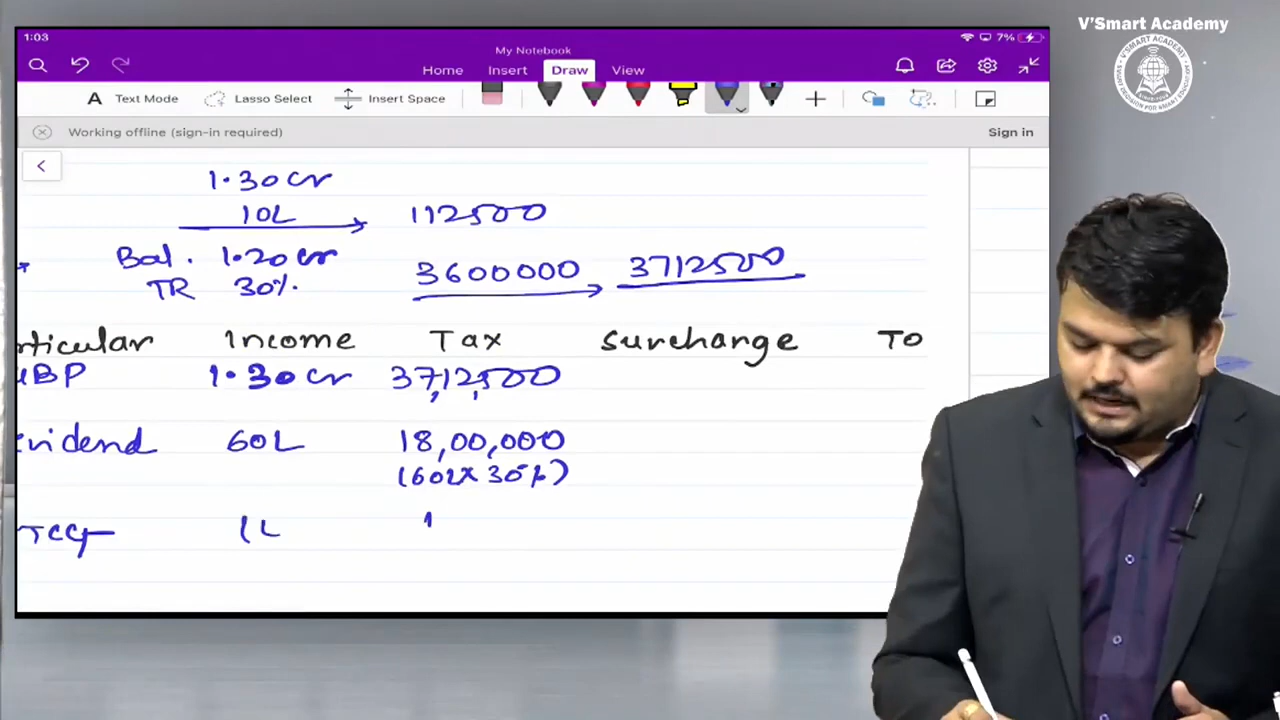 V'Smart Academy
1:03
7%
My Notebook
Home Insert Draw View
A Text Mode Lasso Select Insert Space
Working offline (sign-in required) Sign in
1.30 cr
10L 112500
Bal. 1.20 cr 3600000 3712500
TR 30%.
rticular Income Tax Surcharge TO
BP 1.30 cr 37,12,500
vidend 60L 18,00,000
(60L x 30%)
TCG 1L 1